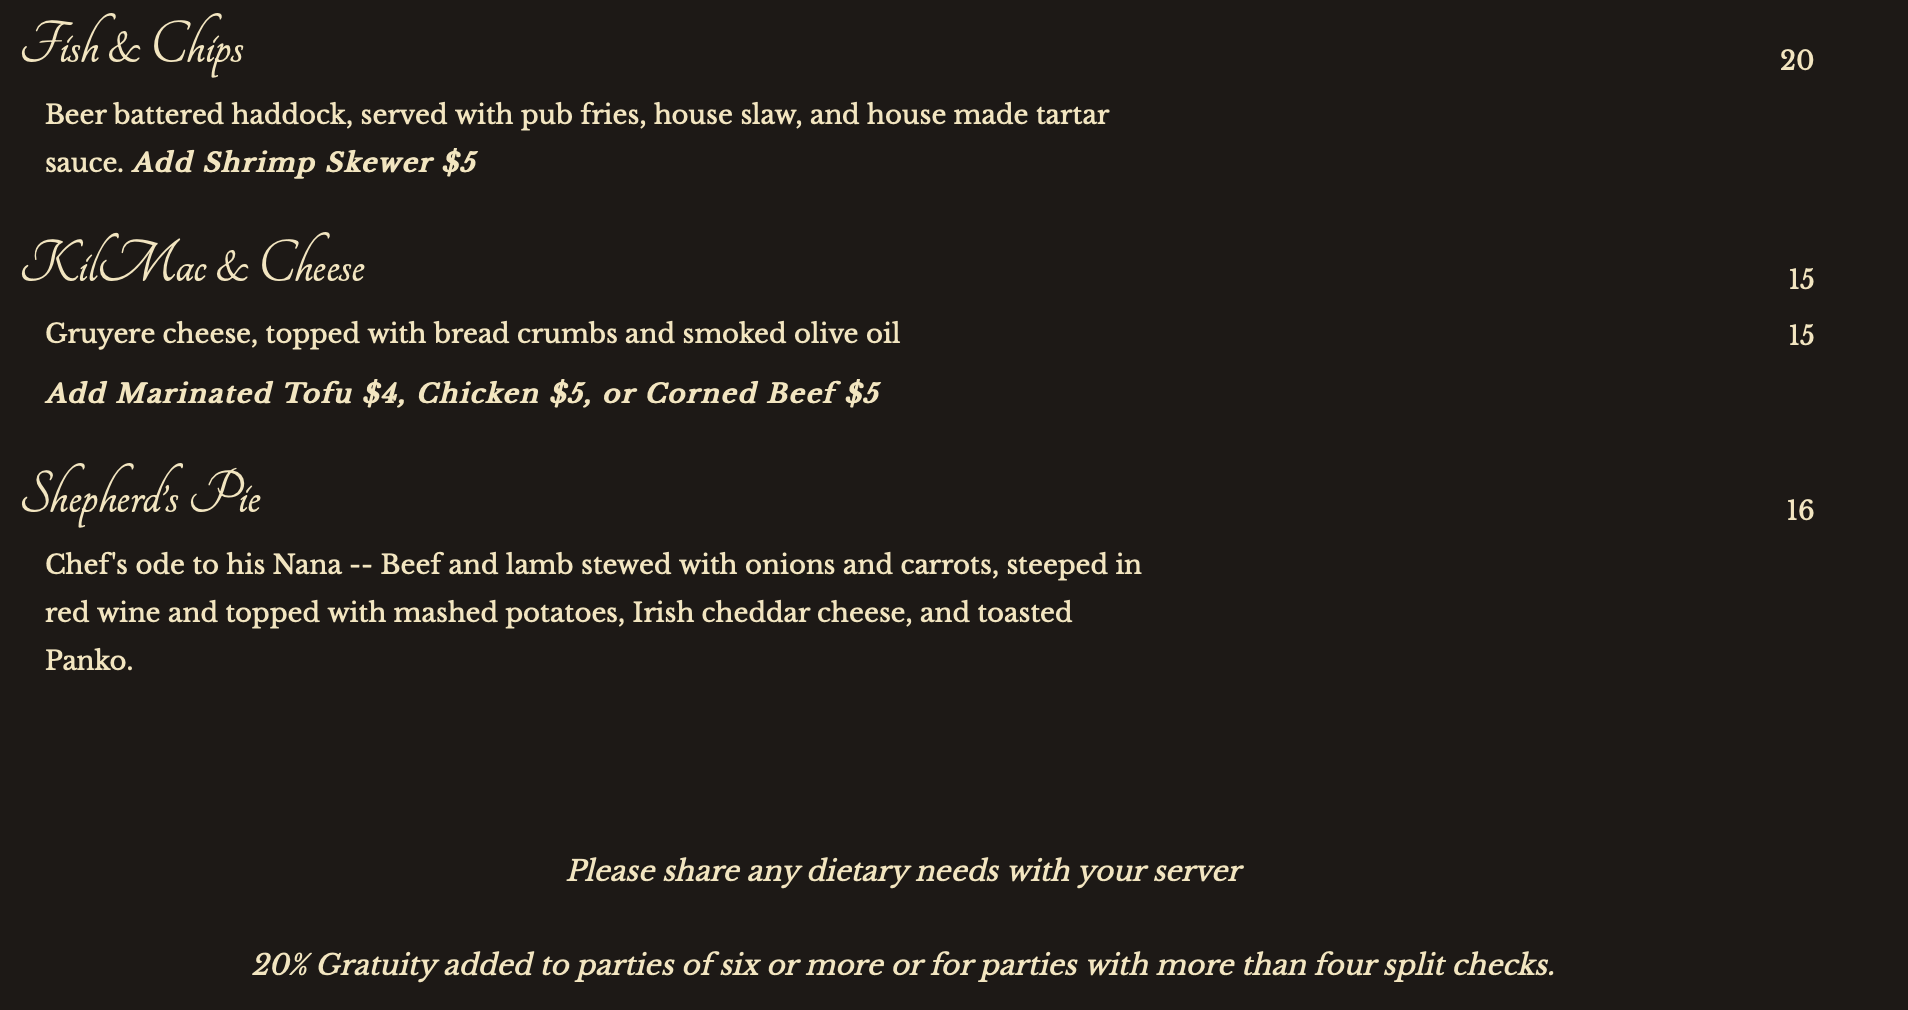 Fish & Chips 20
Beer battered haddock, served with pub fries, house slaw, and house made tartar
sauce. Add Shrimp Skewer $5
KilMac & Cheese 15
Gruyere cheese, topped with bread crumbs and smoked olive oil 15
Add Marinated Tofu $4, Chicken $5, or Corned Beef $5
Shepherd's Pie 16
Chef's ode to his Nana -- Beef and lamb stewed with onions and carrots, steeped in
red wine and topped with mashed potatoes, Irish cheddar cheese, and toasted
Panko.
Please share any dietary needs with your server
20% Gratuity added to parties of six or more or for parties with more than four split checks.